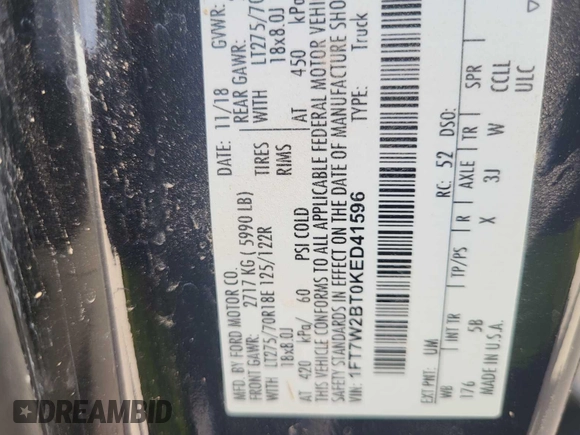 MFD. BY FORD MOTOR CO.
DATE: 11/18 GVWR:
FRONT GAWR: 2717 KG ( 5990 LB) REAR GAWR:
WITH LT275/70R18E 125/122R TIRES WITH LT275/70
18x8.0J RIMS 18x8.0J
AT 420 kPa/ 60 PSI COLD AT 450 kPa
THIS VEHICLE CONFORMS TO ALL APPLICABLE FEDERAL MOTOR VEHIC
SAFETY STANDARDS IN EFFECT ON THE DATE OF MANUFACTURE SHO
VIN: 1FT7W2BT0KED41596 TYPE: Truck
EXT PNT: UM RC: 52 DSO:
WB INT TR TP/PS R AXLE TR SPR
176 5B X 3J W CCLL
MADE IN U.S.A. ULC
DREAMBID